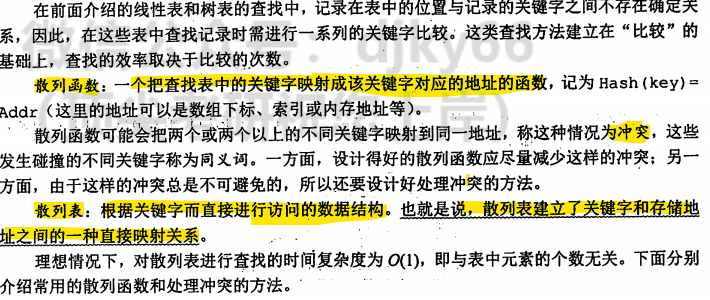 在前面介绍的线性表和树表的查找中，记录在表中的位置与记录的关键字之间不存在确定关
系，因此，在这些表中查找记录时需进行一系列的关键字比较。这类查找方法建立在“比较”的
基础上，查找的效率取决于比较的次数。
散列函数：一个把查找表中的关键字映射成该关键字对应的地址的函数，记为 Hash(key)=
Addr（这里的地址可以是数组下标、索引或内存地址等）。
散列函数可能会把两个或两个以上的不同关键字映射到同一地址，称这种情况为冲突，这些
发生碰撞的不同关键字称为同义词。一方面，设计得好的散列函数应尽量减少这样的冲突；另一
方面，由于这样的冲突总是不可避免的，所以还要设计好处理冲突的方法。
散列表：根据关键字而直接进行访问的数据结构。也就是说，散列表建立了关键字和存储地
址之间的一种直接映射关系。
理想情况下，对散列表进行查找的时间复杂度为 O(1)，即与表中元素的个数无关。下面分别
介绍常用的散列函数和处理冲突的方法。